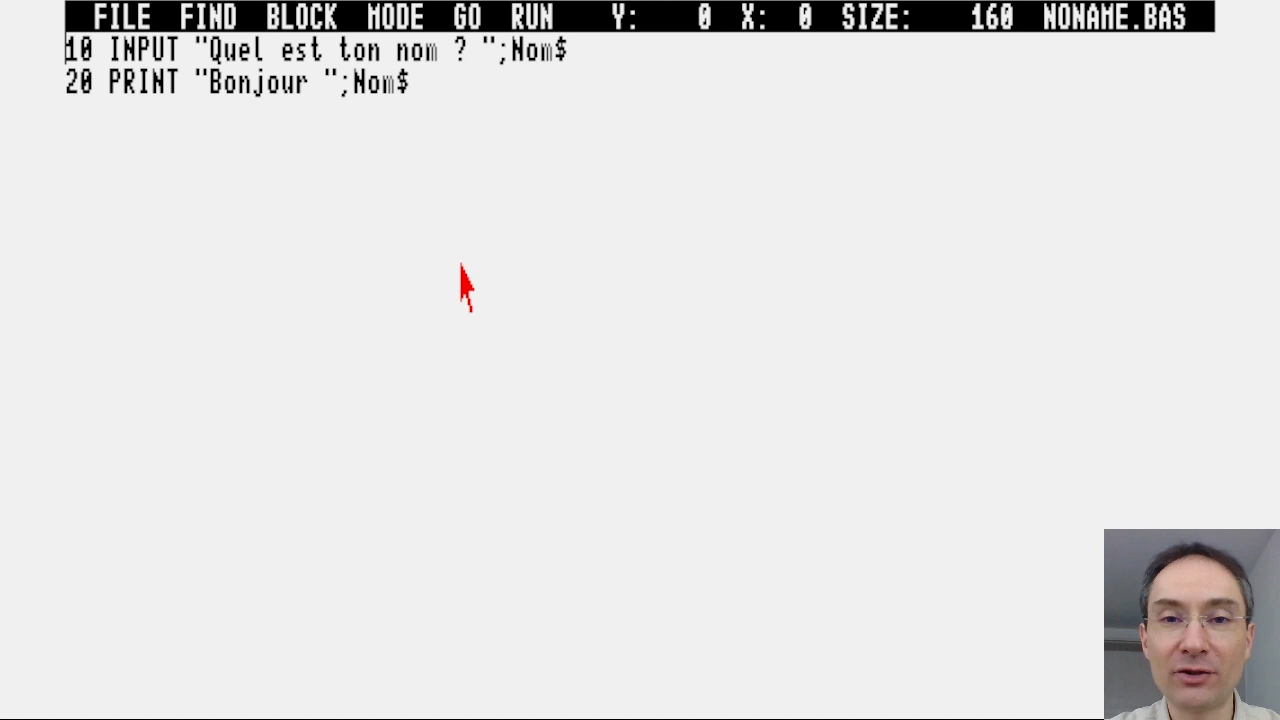 FILE FIND BLOCK MODE GO RUN Y: 0 X: 0 SIZE: 160 NONAME.BAS
10 INPUT "Quel est ton nom ? ";Nom$
20 PRINT "Bonjour ";Nom$